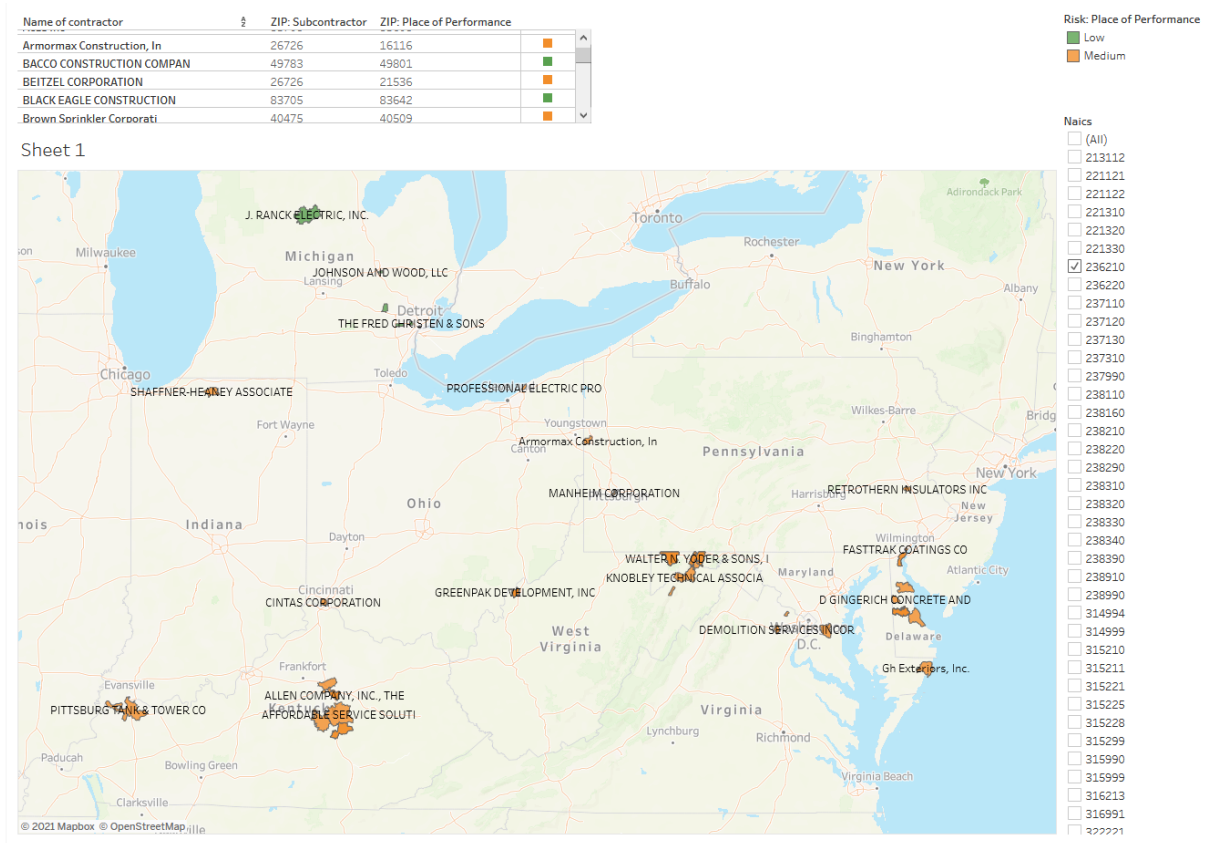 Name of contractor ZIP: Subcontractor ZIP: Place of Performance
Armormax Construction, In 26726 16116
BACCO CONSTRUCTION COMPAN 49783 49801
BEITZEL CORPORATION 26726 21536
BLACK EAGLE CONSTRUCTION 83705 83642
Brown Sprinkler Corporati 40475 40509
Risk: Place of Performance
Low
Medium
Sheet 1
Naics
(All)
213112
221121
221122
221310
221320
221330
236210
236220
237110
237120
237130
237310
237990
238110
238160
238210
238220
238290
238310
238320
238330
238340
238390
238910
238990
314994
314999
315210
315211
315221
315225
315228
315299
315990
315999
316213
316991
322221
Adirondack Park
J. RANCK ELECTRIC, INC.
Toronto
Rochester
Milwaukee
Michigan
New York
JOHNSON AND WOOD, LLC
Lansing
Buffalo
Albany
Detroit
THE FRED CHRISTEN & SONS
Binghamton
Chicago
Toledo
SHAFFNER-HEANEY ASSOCIATE
PROFESSIONAL ELECTRIC PRO
Wilkes-Barre
Bridg
Fort Wayne
Youngstown
Armormax Construction, In
Canton
Pennsylvania
New York
MANHEIM CORPORATION
Pittsburgh
Harrisburg
RETROTHERN INSULATORS INC
Ohio
New
Jersey
nois
Indiana
Dayton
Wilmington
FASTTRAK COATINGS CO
WALTER N. YODER & SONS, I
Maryland
Atlantic City
KNOBLEY TECHNICAL ASSOCIA
Cincinnati
CINTAS CORPORATION
GREENPAK DEVELOPMENT, INC
D GINGERICH CONCRETE AND
West
Virginia
DEMOLITION SERVICES INCOR
Washington
D.C.
Delaware
Frankfort
Gh Exteriors, Inc.
Evansville
ALLEN COMPANY, INC., THE
PITTSBURG TANK & TOWER CO
Kentucky
AFFORDABLE SERVICE SOLUTI
Virginia
Lynchburg
Richmond
Paducah
Bowling Green
Virginia Beach
Clarksville
© 2021 Mapbox © OpenStreetMap